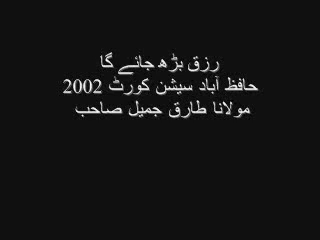 رزق بڑھ جائے گا
حافظ آباد سیشن کورٹ 2002
مولانا طارق جمیل صاحب